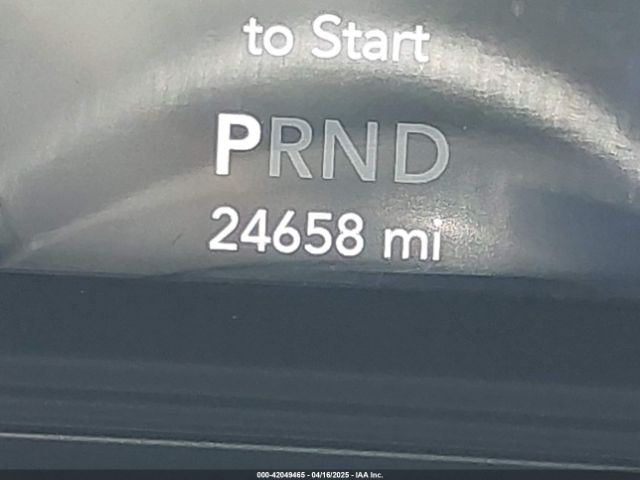 to Start
PRND
24658 mi
000-42049465 - 04/16/2025 - IAA Inc.